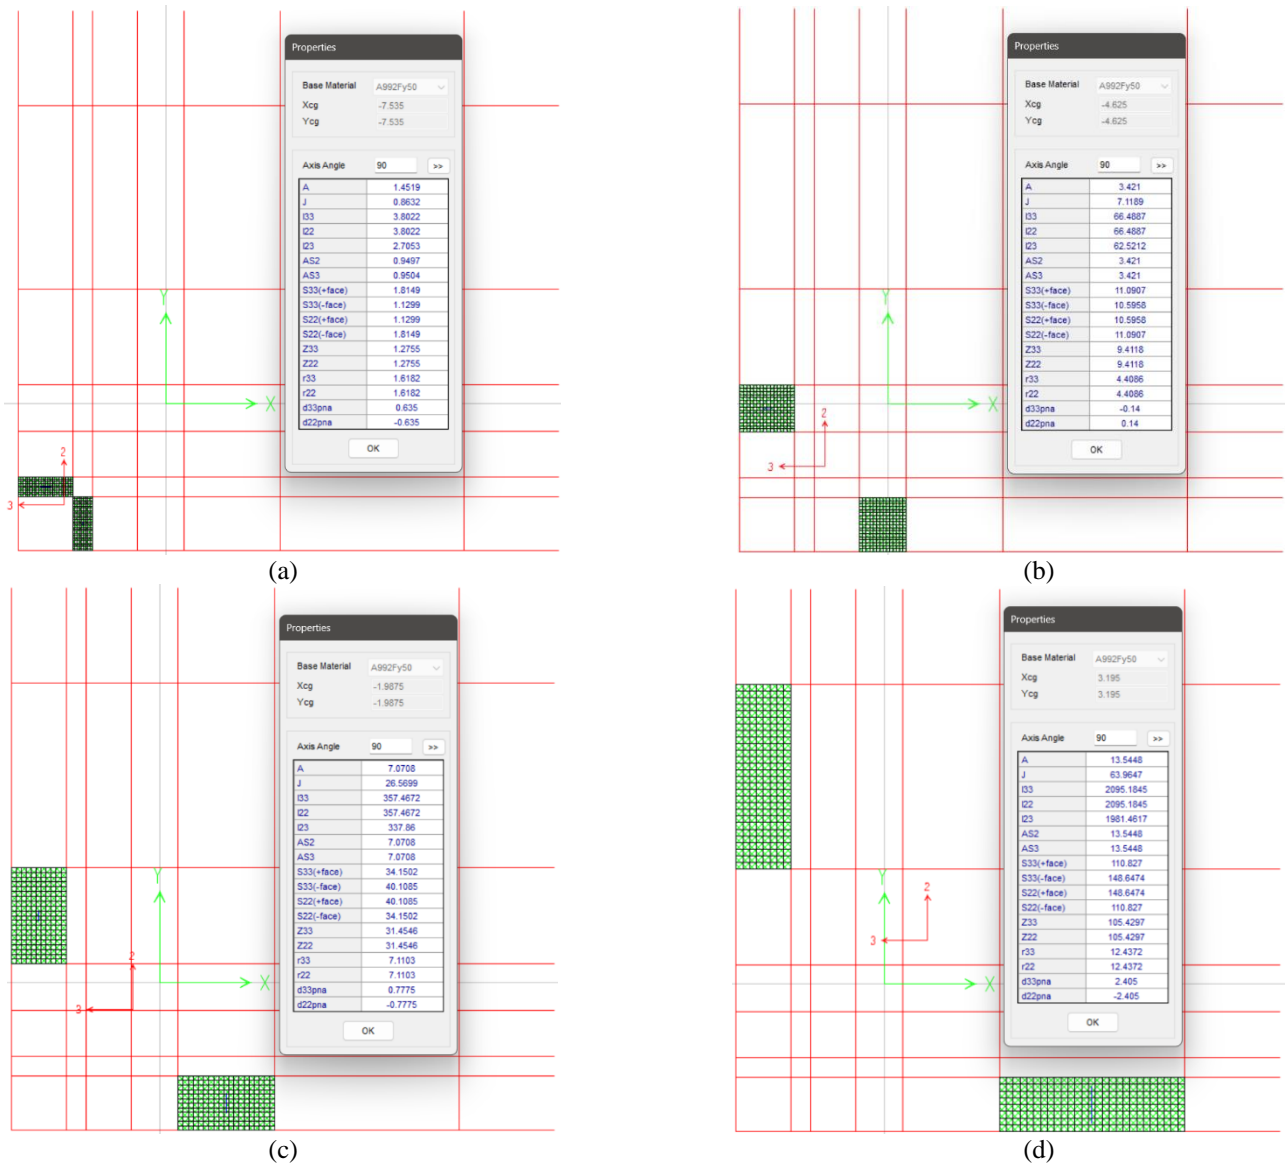 Properties
Base Material A992Fy50
Xcg -7.535
Ycg -7.535
Axis Angle 90 >>
A 1.4519
J 0.8632
I33 3.8022
I22 3.8022
I23 2.7053
AS2 0.9497
AS3 0.9504
S33(+face) 1.8149
S33(-face) 1.1299
S22(+face) 1.1299
S22(-face) 1.8149
Z33 1.2755
Z22 1.2755
r33 1.6182
r22 1.6182
d33pna 0.635
d22pna -0.635
OK
Y
X
2
3
(a)
Properties
Base Material A992Fy50
Xcg -4.625
Ycg -4.625
Axis Angle 90 >>
A 3.421
J 7.1189
I33 66.4887
I22 66.4887
I23 62.5212
AS2 3.421
AS3 3.421
S33(+face) 11.0907
S33(-face) 10.5958
S22(+face) 10.5958
S22(-face) 11.0907
Z33 9.4118
Z22 9.4118
r33 4.4086
r22 4.4086
d33pna -0.14
d22pna 0.14
OK
Y
X
2
3
(b)
Properties
Base Material A992Fy50
Xcg -1.9875
Ycg -1.9875
Axis Angle 90 >>
A 7.0708
J 26.5699
I33 357.4672
I22 357.4672
I23 337.86
AS2 7.0708
AS3 7.0708
S33(+face) 34.1502
S33(-face) 40.1085
S22(+face) 40.1085
S22(-face) 34.1502
Z33 31.4546
Z22 31.4546
r33 7.1103
r22 7.1103
d33pna 0.7775
d22pna -0.7775
OK
Y
X
2
3
(c)
Properties
Base Material A992Fy50
Xcg 3.195
Ycg 3.195
Axis Angle 90 >>
A 13.5448
J 63.9647
I33 2095.1845
I22 2095.1845
I23 1981.4617
AS2 13.5448
AS3 13.5448
S33(+face) 110.827
S33(-face) 148.6474
S22(+face) 148.6474
S22(-face) 110.827
Z33 105.4297
Z22 105.4297
r33 12.4372
r22 12.4372
d33pna 2.405
d22pna -2.405
OK
Y
X
2
3
(d)